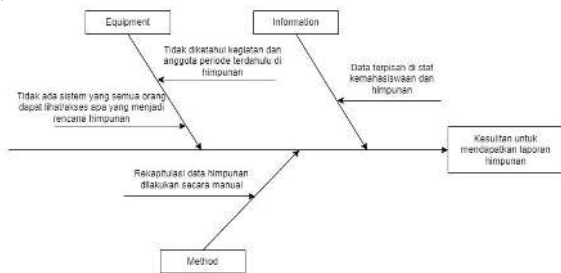 Equipment
Information
Tidak diketahui kegiatan dan
anggota periode terdahulu di
himpunan
Data terpisah di staf
kemahasiswaan dan
himpunan
Tidak ada sistem yang semua orang
dapat lihat/akses apa yang menjadi
rencana himpunan
Kesulitan untuk
mendapatkan laporan
himpunan
Rekapitulasi data himpunan
dilakukan secara manual
Method